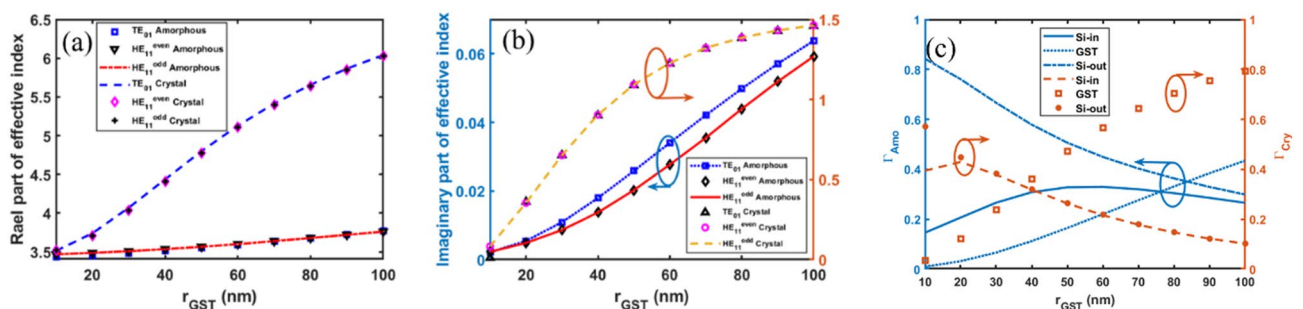 (a)
Rael part of effective index
6.5
6
5.5
5
4.5
4
3.5
TE01 Amorphous
HE11even Amorphous
HE11odd Amorphous
TE01 Crystal
HE11even Crystal
HE11odd Crystal
20 40 60 80 100
rGST (nm)
(b)
Imaginary part of effective index
0.06
0.04
0.02
0
1.5
1
0.5
0
TE01 Amorphous
HE11even Amorphous
HE11odd Amorphous
TE01 Crystal
HE11even Crystal
HE11odd Crystal
20 40 60 80 100
rGST (nm)
(c)
ΓAmo
1
0.8
0.6
0.4
0.2
0
Si-in
GST
Si-out
Si-in
GST
Si-out
1
0.8
0.6
0.4
0.2
0
ΓCry
10 20 30 40 50 60 70 80 90 100
rGST (nm)